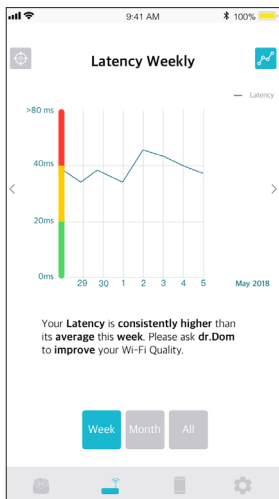 9:41 AM
100%
Latency Weekly
Latency
>80 ms
40ms
20ms
0ms
29 30 1 2 3 4 5 May 2018
Your Latency is consistently higher than
its average this week. Please ask dr.Dom
to improve your Wi-Fi Quality.
Week Month All